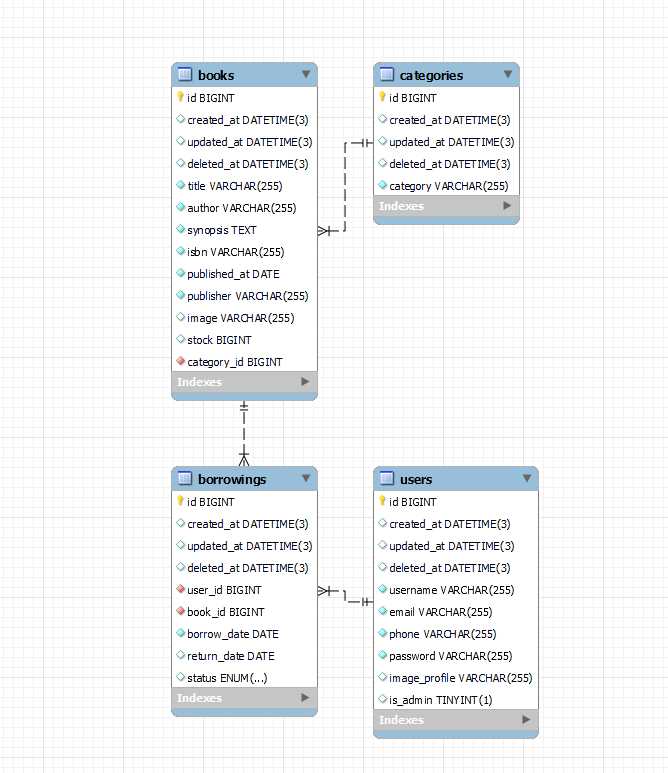 books
id BIGINT
created_at DATETIME(3)
updated_at DATETIME(3)
deleted_at DATETIME(3)
title VARCHAR(255)
author VARCHAR(255)
synopsis TEXT
isbn VARCHAR(255)
published_at DATE
publisher VARCHAR(255)
image VARCHAR(255)
stock BIGINT
category_id BIGINT
Indexes
categories
id BIGINT
created_at DATETIME(3)
updated_at DATETIME(3)
deleted_at DATETIME(3)
category VARCHAR(255)
Indexes
borrowings
id BIGINT
created_at DATETIME(3)
updated_at DATETIME(3)
deleted_at DATETIME(3)
user_id BIGINT
book_id BIGINT
borrow_date DATE
return_date DATE
status ENUM(...)
Indexes
users
id BIGINT
created_at DATETIME(3)
updated_at DATETIME(3)
deleted_at DATETIME(3)
username VARCHAR(255)
email VARCHAR(255)
phone VARCHAR(255)
password VARCHAR(255)
image_profile VARCHAR(255)
is_admin TINYINT(1)
Indexes